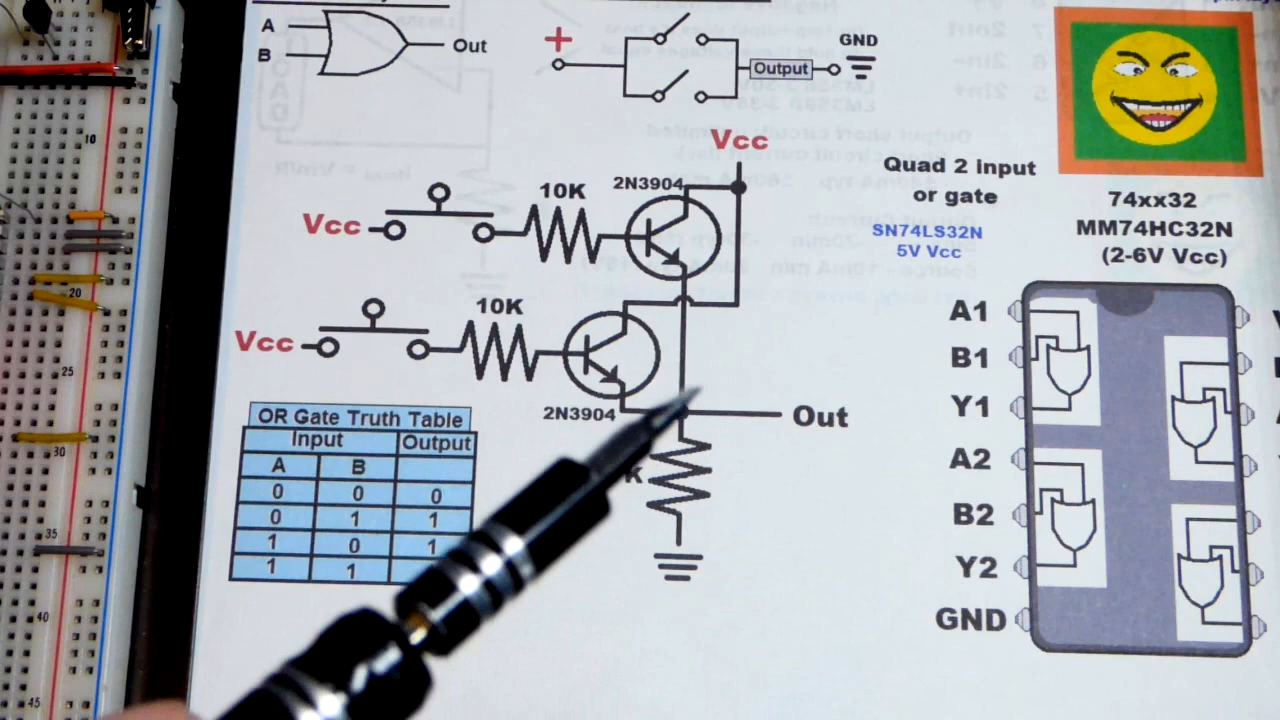 A
B
Out
+
Output
GND
Vcc
2N3904
10K
Vcc
10K
Vcc
2N3904
Out
K
OR Gate Truth Table
Input Output
A B
0 0 0
0 1 1
1 0 1
1 1
Quad 2 input
or gate
SN74LS32N
5V Vcc
74xx32
MM74HC32N
(2-6V Vcc)
A1
B1
Y1
A2
B2
Y2
GND
10
20
25
30
35
40
45